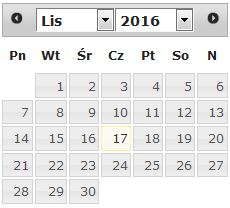 Lis 2016
Pn Wt Śr Cz Pt So N
1 2 3 4 5 6
7 8 9 10 11 12 13
14 15 16 17 18 19 20
21 22 23 24 25 26 27
28 29 30